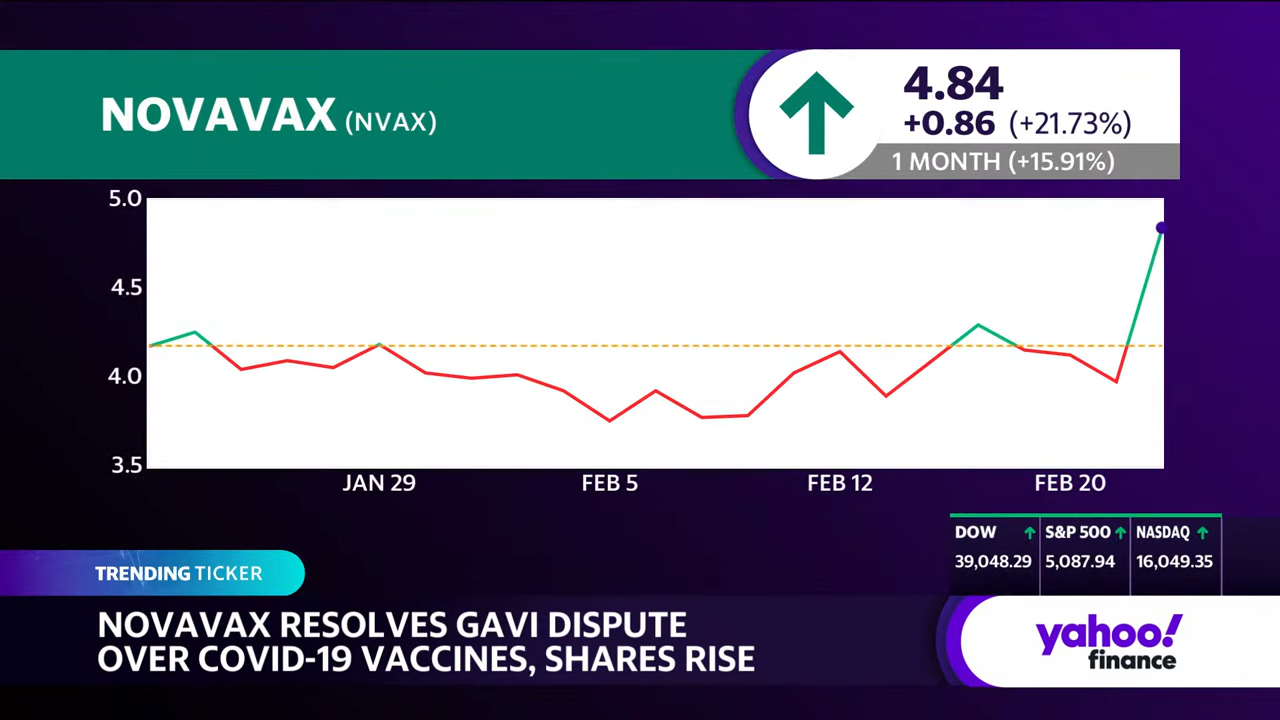 NOVAVAX (NVAX)
4.84
+0.86 (+21.73%)
1 MONTH (+15.91%)
5.0
4.5
4.0
3.5
JAN 29 FEB 5 FEB 12 FEB 20
DOW S&P 500 NASDAQ
39,048.29 5,087.94 16,049.35
TRENDING TICKER
NOVAVAX RESOLVES GAVI DISPUTE
OVER COVID-19 VACCINES, SHARES RISE
yahoo!
finance